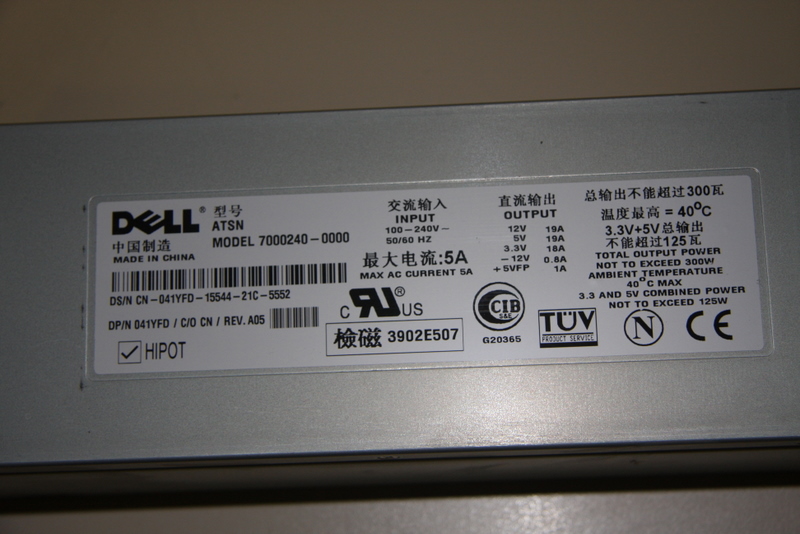 DELL® 型号
ATSN
中国制造 MODEL 7000240-0000
MADE IN CHINA
DS/N CN-041YFD-15544-21C-5552
DP/N 041YFD / C/O CN / REV. A05
HIPOT
交流输入
INPUT
100-240V~
50/60 HZ
最大电流:5A
MAX AC CURRENT 5A
C RU® US
檢磁 3902E507
直流输出
OUTPUT
12V 19A
5V 19A
3.3V 18A
-12V 0.8A
+5VFP 1A
CIB
S&E
G20365
TÜV
PRODUCT SERVICE
总输出不能超过300瓦
温度最高=40°C
3.3V+5V总输出
不能超过125瓦
TOTAL OUTPUT POWER
NOT TO EXCEED 300W
AMBIENT TEMPERATURE
40°C MAX
3.3 AND 5V COMBINED POWER
NOT TO EXCEED 125W
N CE